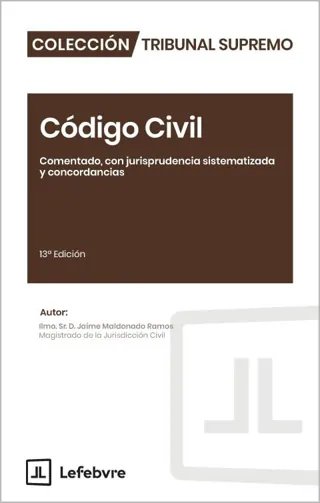 COLECCIÓN TRIBUNAL SUPREMO
Código Civil
Comentado, con jurisprudencia sistematizada
y concordancias
13ª Edición
Autor:
Ilmo. Sr. D. Jaime Maldonado Ramos
Magistrado de la Jurisdicción Civil
Lefebvre